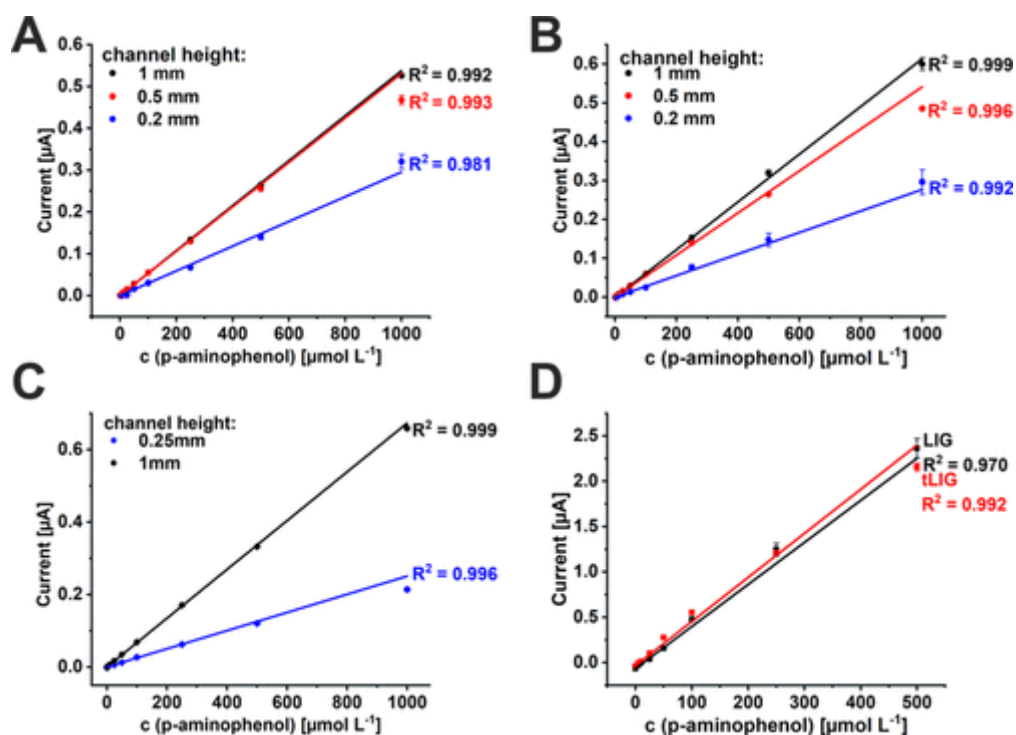 A
channel height:
1 mm
0.5 mm
0.2 mm
R² = 0.992
R² = 0.993
R² = 0.981
Current [µA]
0.6
0.5
0.4
0.3
0.2
0.1
0.0
0 200 400 600 800 1000
c (p-aminophenol) [µmol L⁻¹]
B
channel height:
1 mm
0.5 mm
0.2 mm
R² = 0.999
R² = 0.996
R² = 0.992
Current [µA]
0.6
0.5
0.4
0.3
0.2
0.1
0.0
0 200 400 600 800 1000
c (p-aminophenol) [µmol L⁻¹]
C
channel height:
0.25mm
1mm
R² = 0.999
R² = 0.996
Current [µA]
0.6
0.4
0.2
0.0
0 200 400 600 800 1000
c (p-aminophenol) [µmol L⁻¹]
D
LIG
R² = 0.970
tLIG
R² = 0.992
Current [µA]
2.5
2.0
1.5
1.0
0.5
0.0
0 100 200 300 400 500
c (p-aminophenol) [µmol L⁻¹]